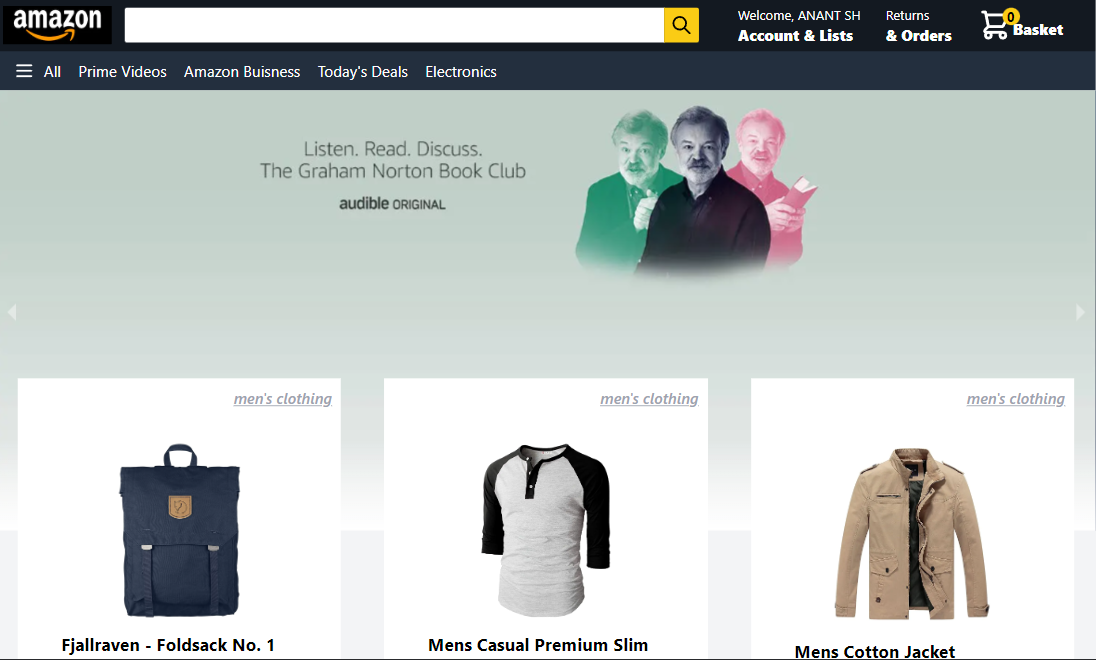 amazon
Welcome, ANANT SH
Account & Lists
Returns
& Orders
0
Basket
All Prime Videos Amazon Buisness Today's Deals Electronics
Listen. Read. Discuss.
The Graham Norton Book Club
audible ORIGINAL
men's clothing
men's clothing
men's clothing
Fjallraven - Foldsack No. 1
Mens Casual Premium Slim
Mens Cotton Jacket